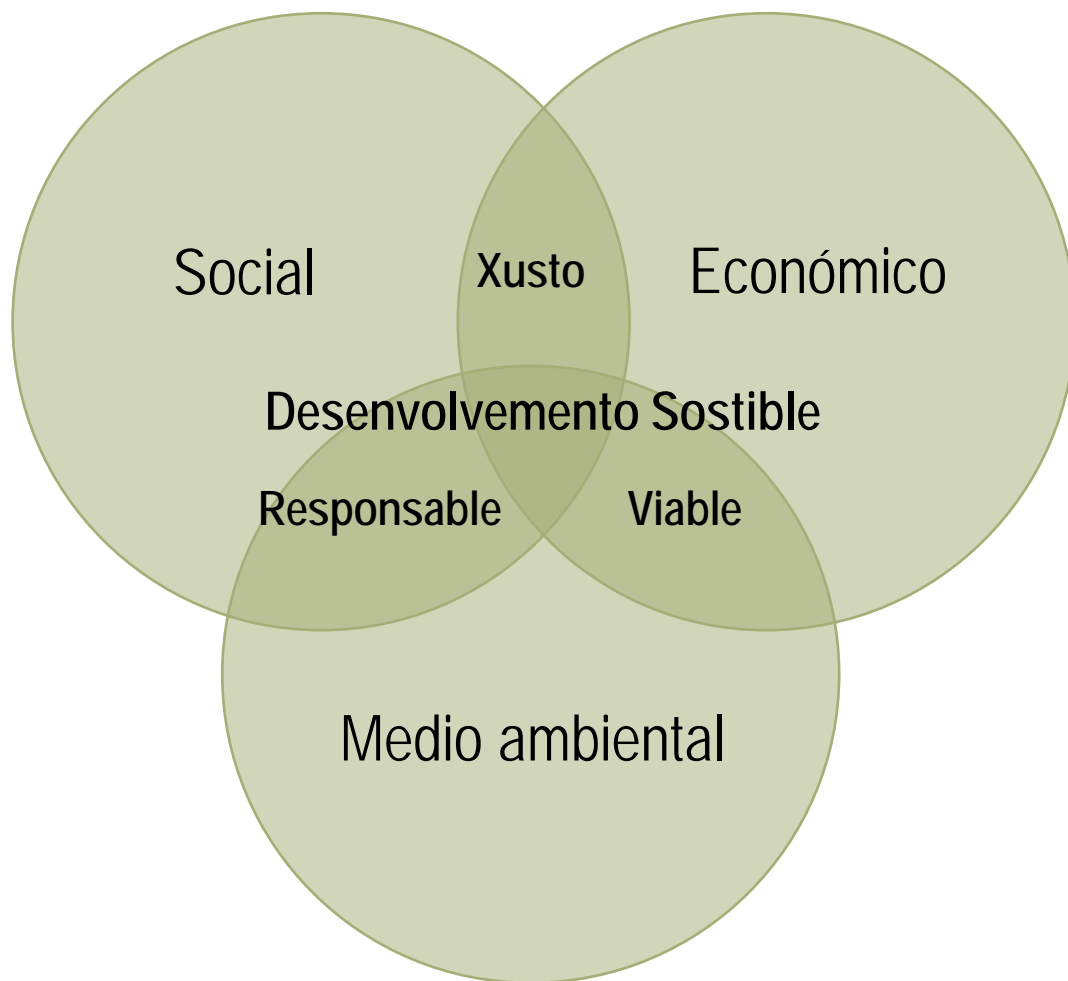 Social
Xusto
Económico
Desenvolvemento Sostible
Responsable
Viable
Medio ambiental